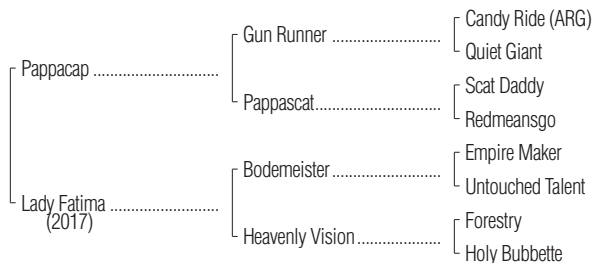 Candy Ride (ARG)
Gun Runner ..........................
Quiet Giant
Pappacap ..............................
Scat Daddy
Pappascat..............................
Redmeansgo
Empire Maker
Bodemeister ..........................
Untouched Talent
Lady Fatima ..........................
(2017)
Forestry
Heavenly Vision....................
Holy Bubbette